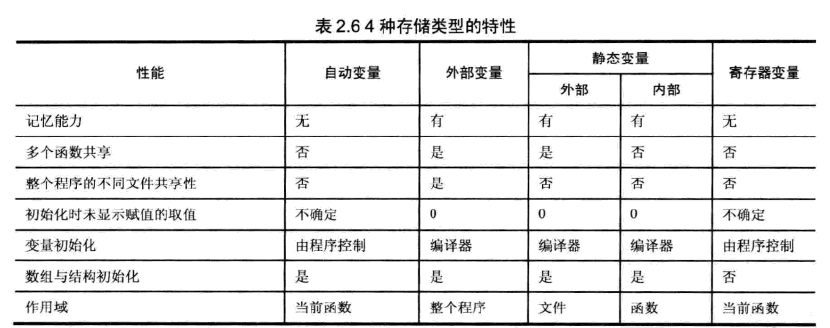 表 2.6 4 种存储类型的特性
性能 自动变量 外部变量 静态变量 寄存器变量
外部 内部
记忆能力 无 有 有 有 无
多个函数共享 否 是 是 否 否
整个程序的不同文件共享性 否 是 否 否 否
初始化时未显示赋值的取值 不确定 0 0 0 不确定
变量初始化 由程序控制 编译器 编译器 编译器 由程序控制
数组与结构初始化 是 是 是 是 否
作用域 当前函数 整个程序 文件 函数 当前函数